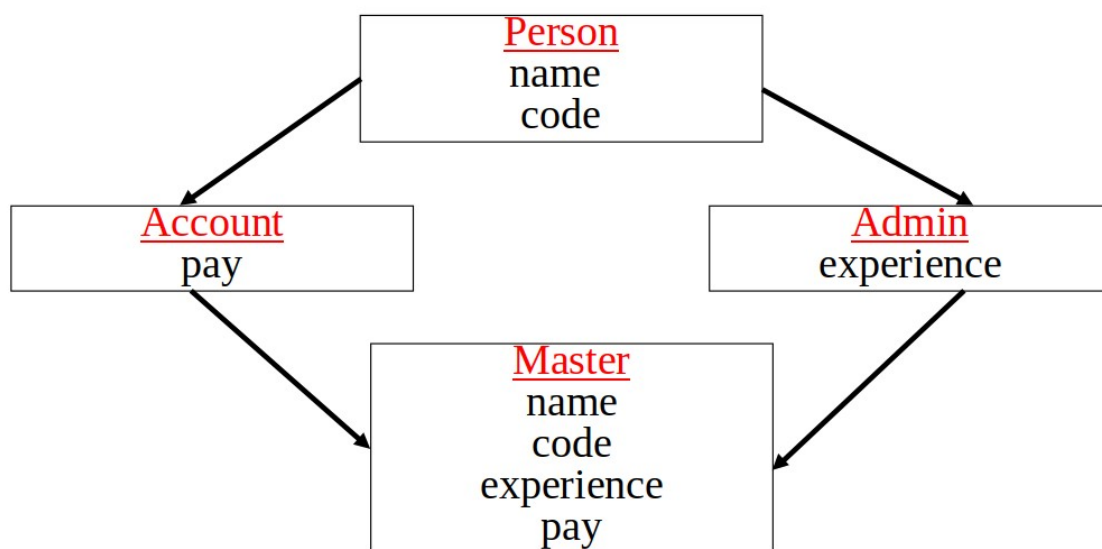 Person
name
code
Account
pay
Admin
experience
Master
name
code
experience
pay